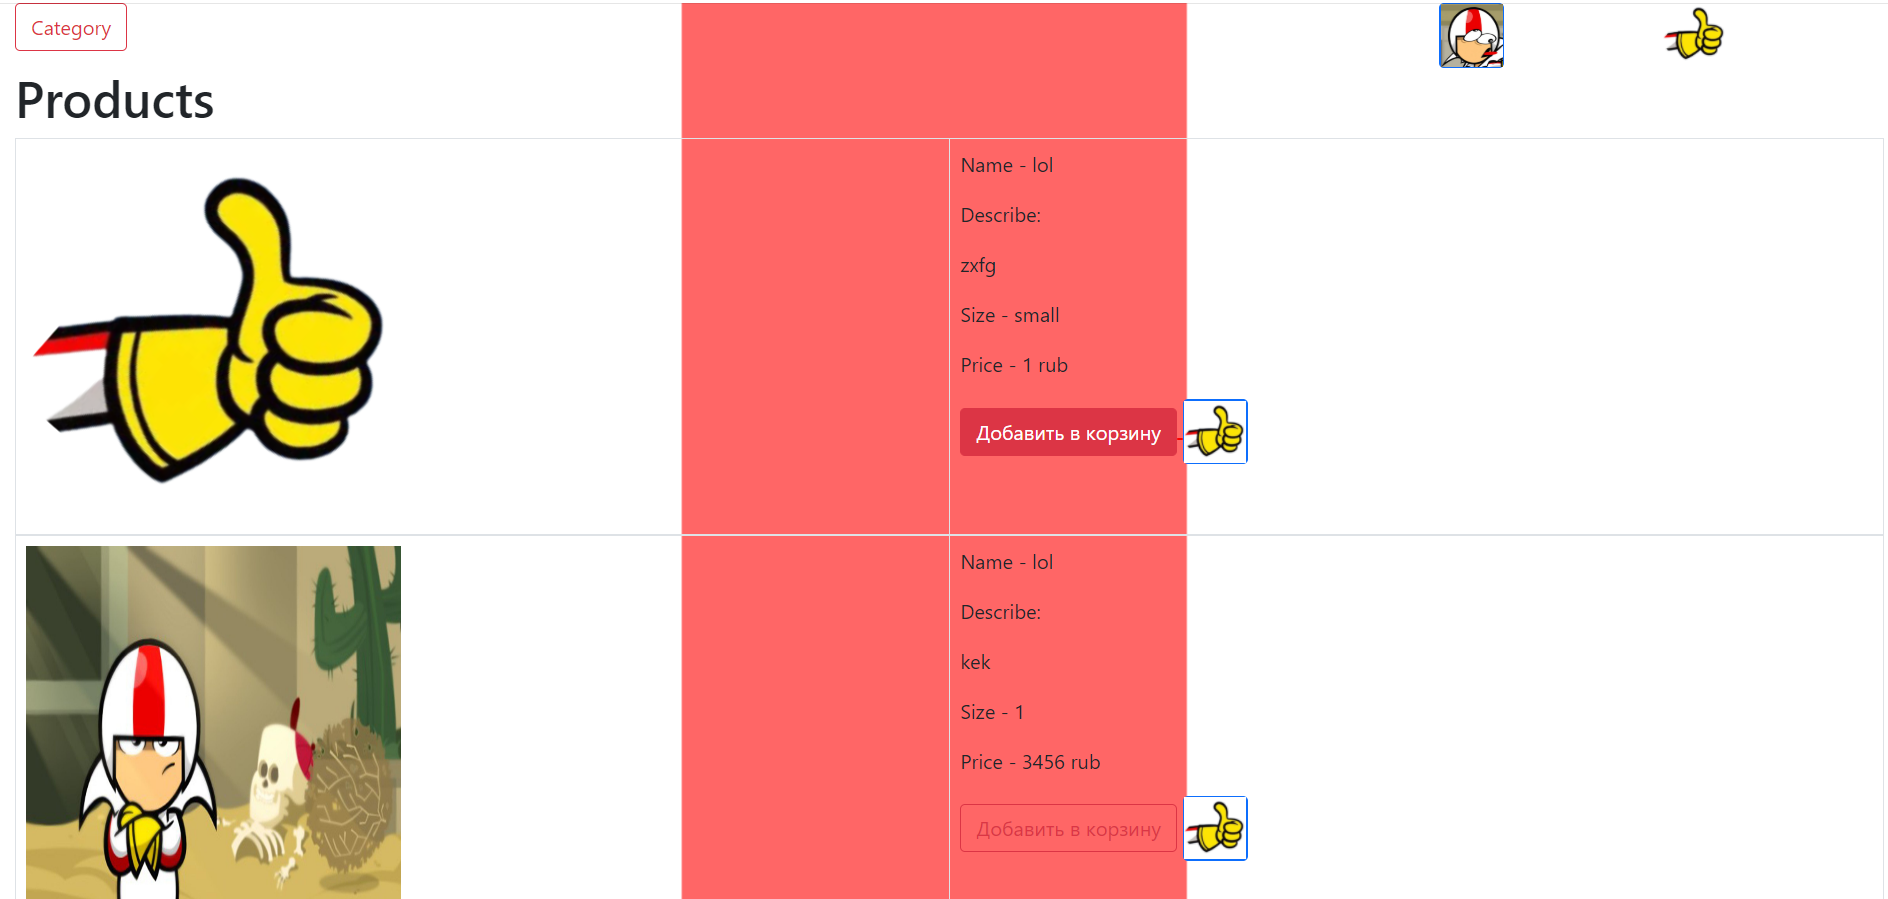 Category
Products
Name - lol
Describe:
zxfg
Size - small
Price - 1 rub
Добавить в корзину
Name - lol
Describe:
kek
Size - 1
Price - 3456 rub
Добавить в корзину